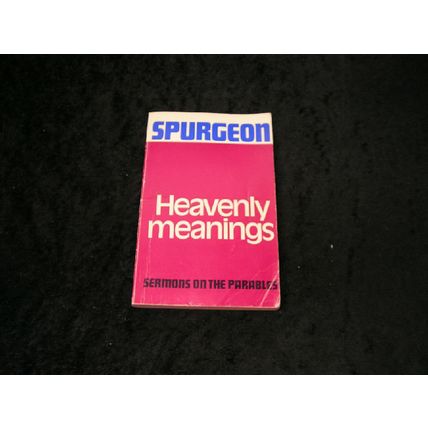 SPURGEON
Heavenly
meanings
SERMONS ON THE PARABLES